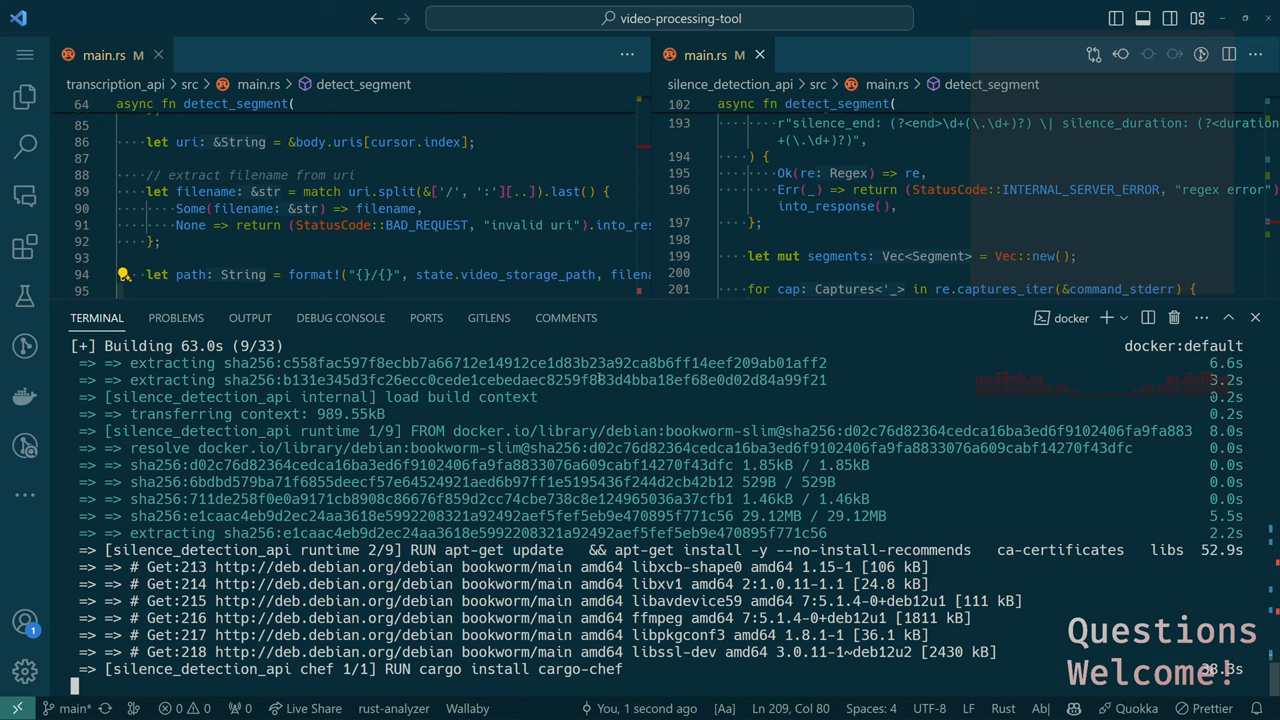 video-processing-tool
main.rs M
main.rs M
transcription_api > src > main.rs > detect_segment
silence_detection_api > src > main.rs > detect_segment
64 async fn detect_segment(
85
86 let uri: &String = &body.uris[cursor.index];
87
88 // extract filename from uri
89 let filename: &str = match uri.split(&['/', ':'][..]).last() {
90 Some(filename: &str) => filename,
91 None => return (StatusCode::BAD_REQUEST, "invalid uri").into_res
92 };
93
94 let path: String = format!("{}/{}", state.video_storage_path, filena
95
102 async fn detect_segment(
193 r"silence_end: (?<end>\d+(\.\d+)?) \| silence_duration: (?<duration>\d
+(\.\d+)?)",
194 ) {
195 Ok(re: Regex) => re,
196 Err(_) => return (StatusCode::INTERNAL_SERVER_ERROR, "regex error")
into_response(),
197 };
198
199 let mut segments: Vec<Segment> = Vec::new();
200
201 for cap: Captures<'_> in re.captures_iter(&command_stderr) {
TERMINAL PROBLEMS OUTPUT DEBUG CONSOLE PORTS GITLENS COMMENTS
docker
[+] Building 63.0s (9/33) docker:default
=> => extracting sha256:c558fac597f8ecbb7a66712e14912ce1d83b23a92ca8b6ff14eef209ab01aff2 6.6s
=> => extracting sha256:b131e345d3fc26ecc0cede1cebedaec8259f883d4bba18ef68e0d02d84a99f21 3.2s
=> [silence_detection_api internal] load build context 0.2s
=> => transferring context: 989.55kB 0.2s
=> [silence_detection_api runtime 1/9] FROM docker.io/library/debian:bookworm-slim@sha256:d02c76d82364cedca16ba3ed6f9102406fa9fa883 8.0s
=> => resolve docker.io/library/debian:bookworm-slim@sha256:d02c76d82364cedca16ba3ed6f9102406fa9fa8833076a609cabf14270f43dfc 0.0s
=> => sha256:d02c76d82364cedca16ba3ed6f9102406fa9fa8833076a609cabf14270f43dfc 1.85kB / 1.85kB 0.0s
=> => sha256:6bdbd579ba71f6855deecf57e64524921aed6b97ff1e5195436f244d2cb42b12 529B / 529B 0.0s
=> => sha256:711de258f0e0a9171cb8908c86676f859d2cc74cbe738c8e124965036a37cfb1 1.46kB / 1.46kB 0.0s
=> => sha256:e1caac4eb9d2ec24aa3618e5992208321a92492aef5fef5eb9e470895f771c56 29.12MB / 29.12MB 5.5s
=> => extracting sha256:e1caac4eb9d2ec24aa3618e5992208321a92492aef5fef5eb9e470895f771c56 2.2s
=> [silence_detection_api runtime 2/9] RUN apt-get update && apt-get install -y --no-install-recommends ca-certificates libs 52.9s
=> => # Get:213 http://deb.debian.org/debian bookworm/main amd64 libxcb-shape0 amd64 1.15-1 [106 kB]
=> => # Get:214 http://deb.debian.org/debian bookworm/main amd64 libxv1 amd64 2:1.0.11-1.1 [24.8 kB]
=> => # Get:215 http://deb.debian.org/debian bookworm/main amd64 libavdevice59 amd64 7:5.1.4-0+deb12u1 [111 kB]
=> => # Get:216 http://deb.debian.org/debian bookworm/main amd64 ffmpeg amd64 7:5.1.4-0+deb12u1 [1811 kB]
=> => # Get:217 http://deb.debian.org/debian bookworm/main amd64 libpkgconf3 amd64 1.8.1-1 [36.1 kB]
=> => # Get:218 http://deb.debian.org/debian bookworm/main amd64 libssl-dev amd64 3.0.11-1~deb12u2 [2430 kB]
=> [silence_detection_api chef 1/1] RUN cargo install cargo-chef
Questions
Welcome!
1
main* 0 0 0 Live Share rust-analyzer Wallaby You, 1 second ago [Aa] Ln 209, Col 80 Spaces: 4 UTF-8 LF Rust Ab| Quokka Prettier